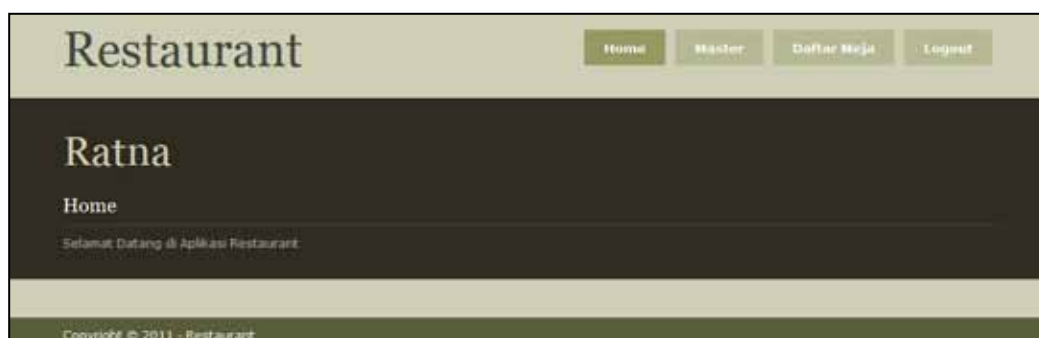 Restaurant
Home Master Daftar Meja Logout
Ratna
Home
Selamat Datang di Aplikasi Restaurant
Copyright © 2011 - Restaurant